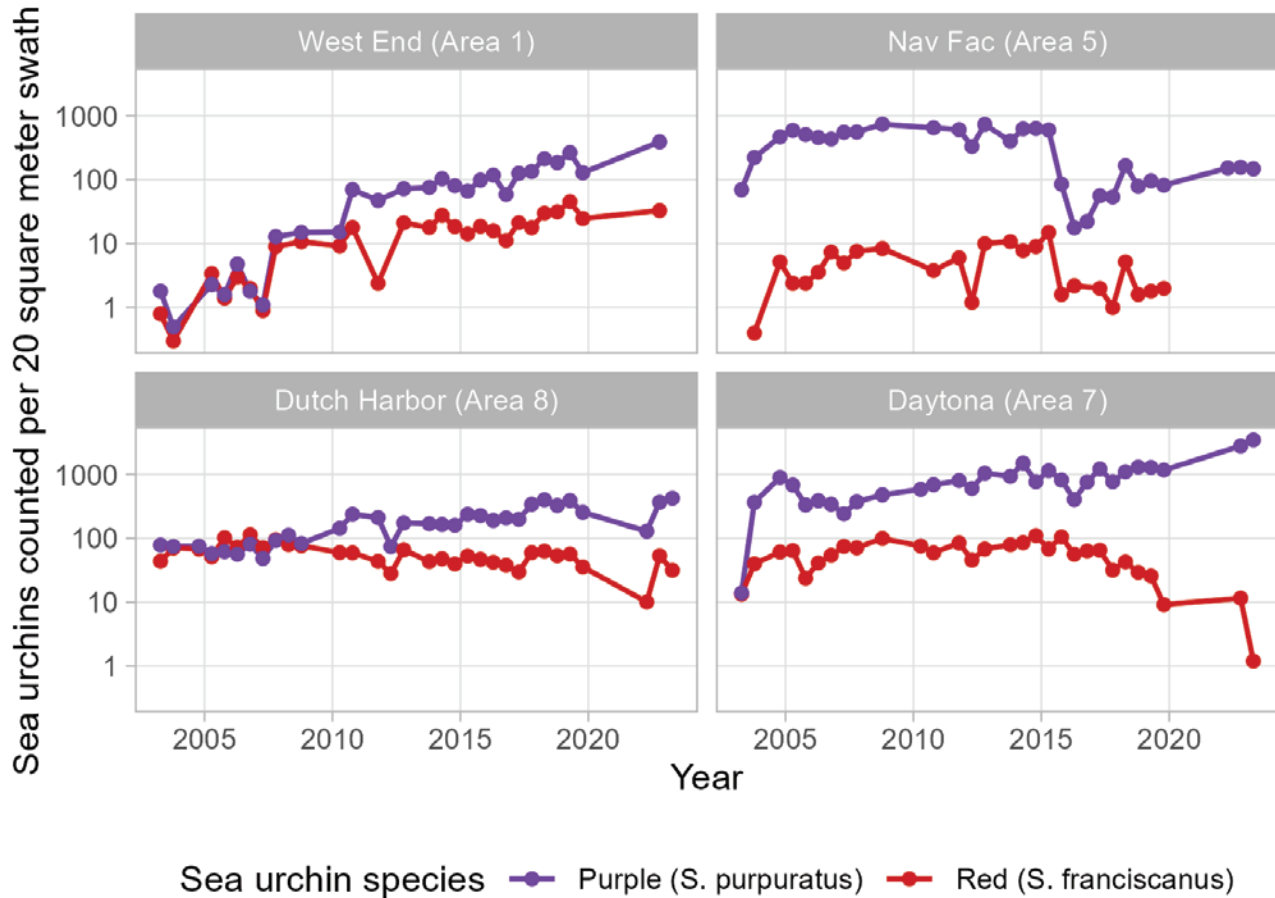 Sea urchins counted per 20 square meter swath
West End (Area 1)
Nav Fac (Area 5)
1000
100
10
1
Dutch Harbor (Area 8)
Daytona (Area 7)
1000
100
10
1
2005 2010 2015 2020
2005 2010 2015 2020
Year
Sea urchin species Purple (S. purpuratus) Red (S. franciscanus)